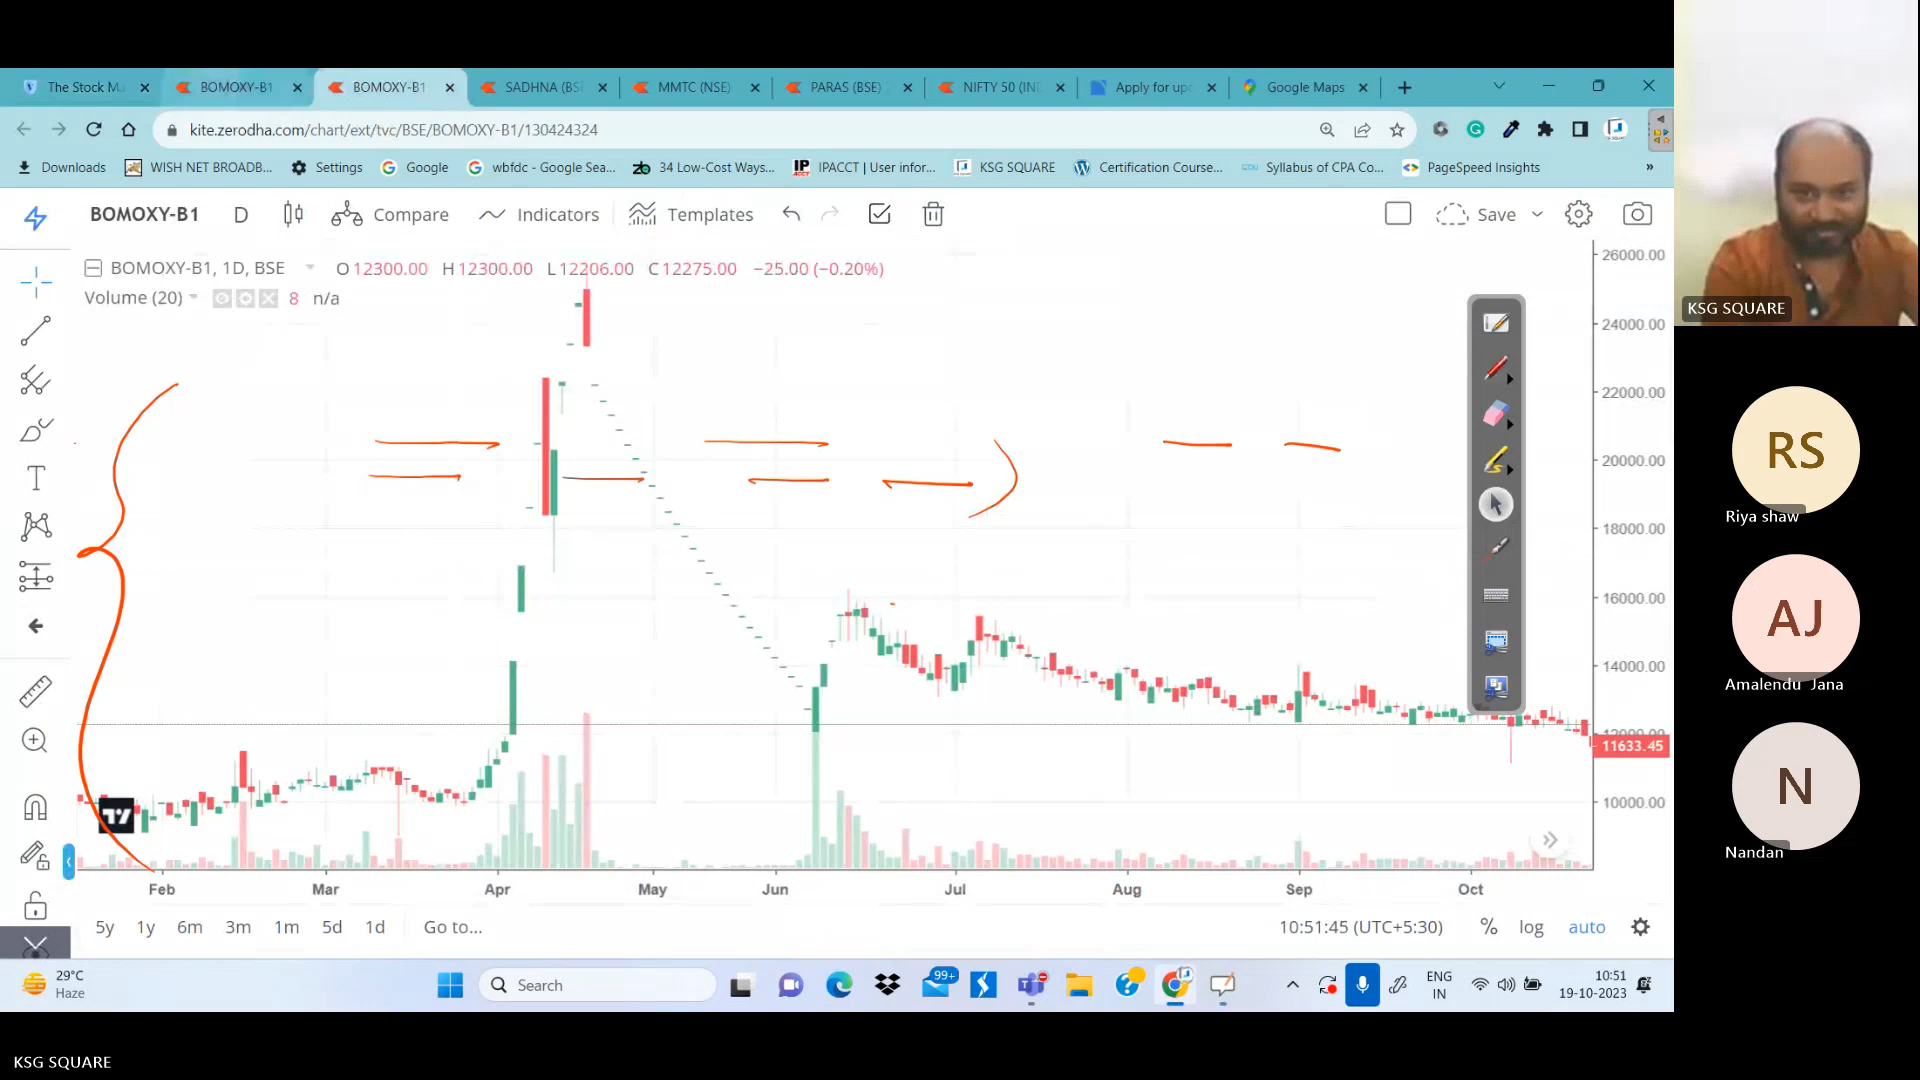 The Stock M
BOMOXY-B1
BOMOXY-B1
SADHNA (BS
MMTC (NSE)
PARAS (BSE)
NIFTY 50 (IN
Apply for up
Google Maps
kite.zerodha.com/chart/ext/tvc/BSE/BOMOXY-B1/130424324
Downloads
WISH NET BROADB...
Settings
Google
wbfdc - Google Sea...
34 Low-Cost Ways...
IPACCT | User infor...
KSG SQUARE
Certification Course...
Syllabus of CPA Co...
PageSpeed Insights
»
BOMOXY-B1 D Compare Indicators Templates Save
BOMOXY-B1, 1D, BSE O12300.00 H12300.00 L12206.00 C12275.00 −25.00 (−0.20%)
Volume (20) 8 n/a
26000.00
24000.00
22000.00
20000.00
18000.00
16000.00
14000.00
12000.00
11633.45
10000.00
Feb Mar Apr May Jun Jul Aug Sep Oct
5y 1y 6m 3m 1m 5d 1d Go to... 10:51:45 (UTC+5:30) % log auto
29°C
Haze
Search
99+
ENG
IN
10:51
19-10-2023
KSG SQUARE
RS
Riya shaw
AJ
Amalendu Jana
N
Nandan
KSG SQUARE